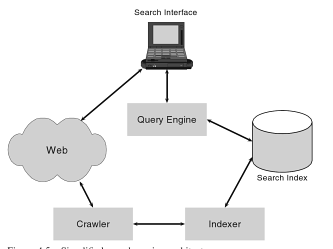 Search Interface
Query Engine
Web
Search Index
Crawler
Indexer